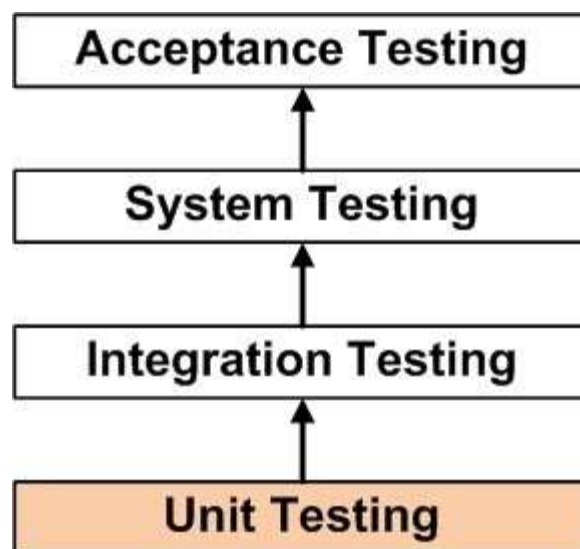 Acceptance Testing
System Testing
Integration Testing
Unit Testing